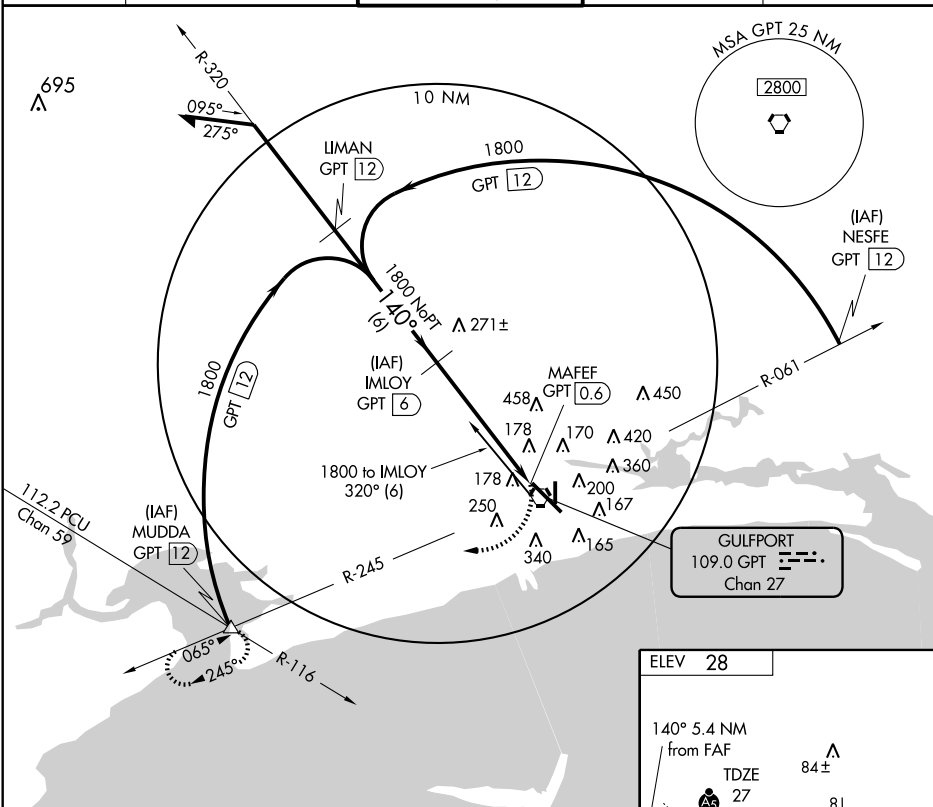 MSA GPT 25 NM
2800
695
R-320
095°
275°
10 NM
LIMAN
GPT 12
1800
GPT 12
(IAF)
NESFE
GPT 12
1800 NoPT
140°
(6)
271±
(IAF)
IMLOY
GPT 6
1800
GPT 12
R-061
MAFEF
GPT 0.6
458
450
178
170
420
360
1800 to IMLOY
320° (6)
178
200
167
250
340
165
112.2 PCU
Chan 59
(IAF)
MUDDA
GPT 12
R-245
GULFPORT
109.0 GPT
Chan 27
065°
245°
R-116
ELEV 28
140° 5.4 NM
from FAF
TDZE
27
84±
A5
81